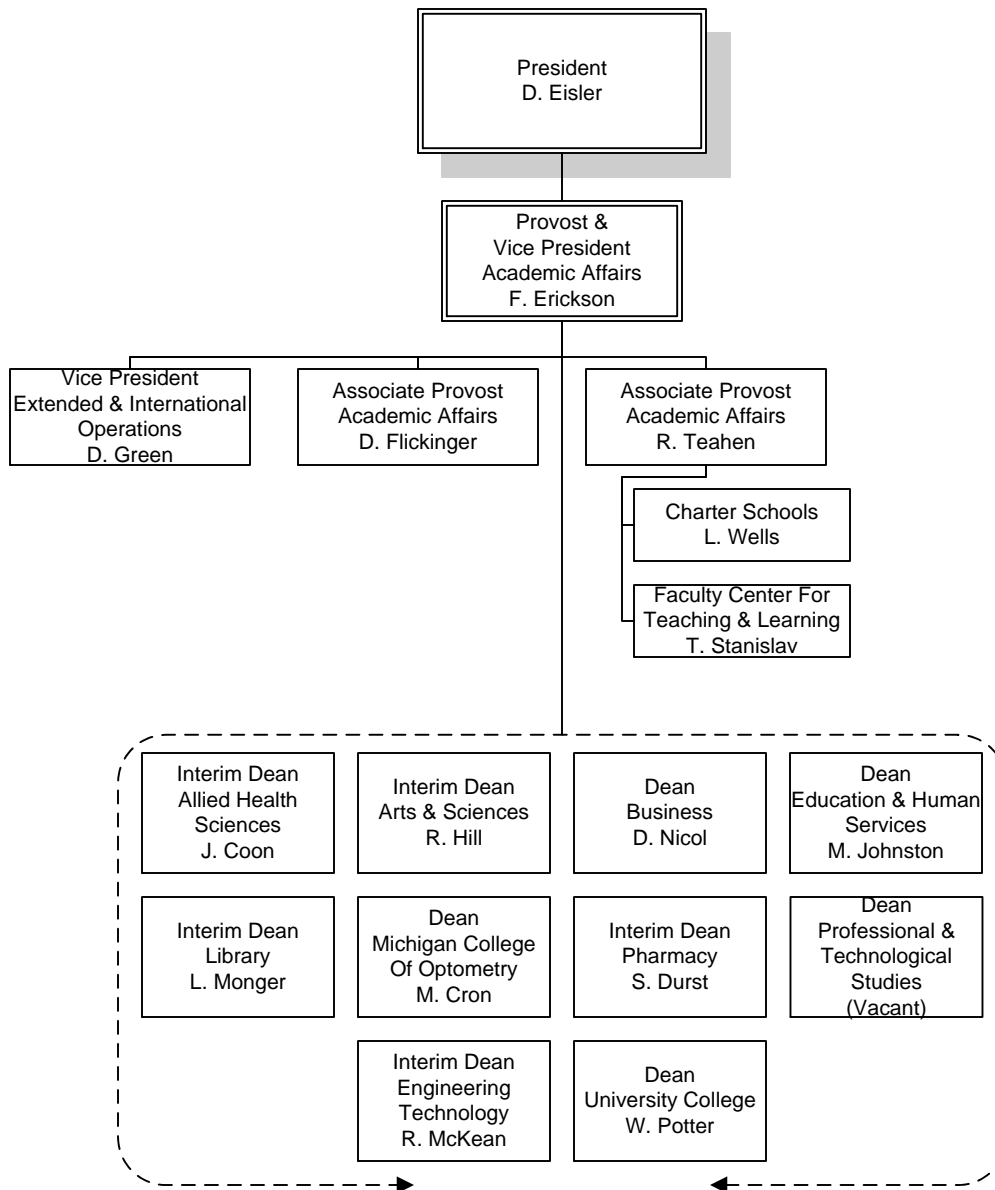 President
D. Eisler
Provost &
Vice President
Academic Affairs
F. Erickson
Vice President
Extended & International
Operations
D. Green
Associate Provost
Academic Affairs
D. Flickinger
Associate Provost
Academic Affairs
R. Teahen
Charter Schools
L. Wells
Faculty Center For
Teaching & Learning
T. Stanislav
Interim Dean
Allied Health
Sciences
J. Coon
Interim Dean
Arts & Sciences
R. Hill
Dean
Business
D. Nicol
Dean
Education & Human
Services
M. Johnston
Interim Dean
Library
L. Monger
Dean
Michigan College
Of Optometry
M. Cron
Interim Dean
Pharmacy
S. Durst
Dean
Professional &
Technological
Studies
(Vacant)
Interim Dean
Engineering
Technology
R. McKean
Dean
University College
W. Potter